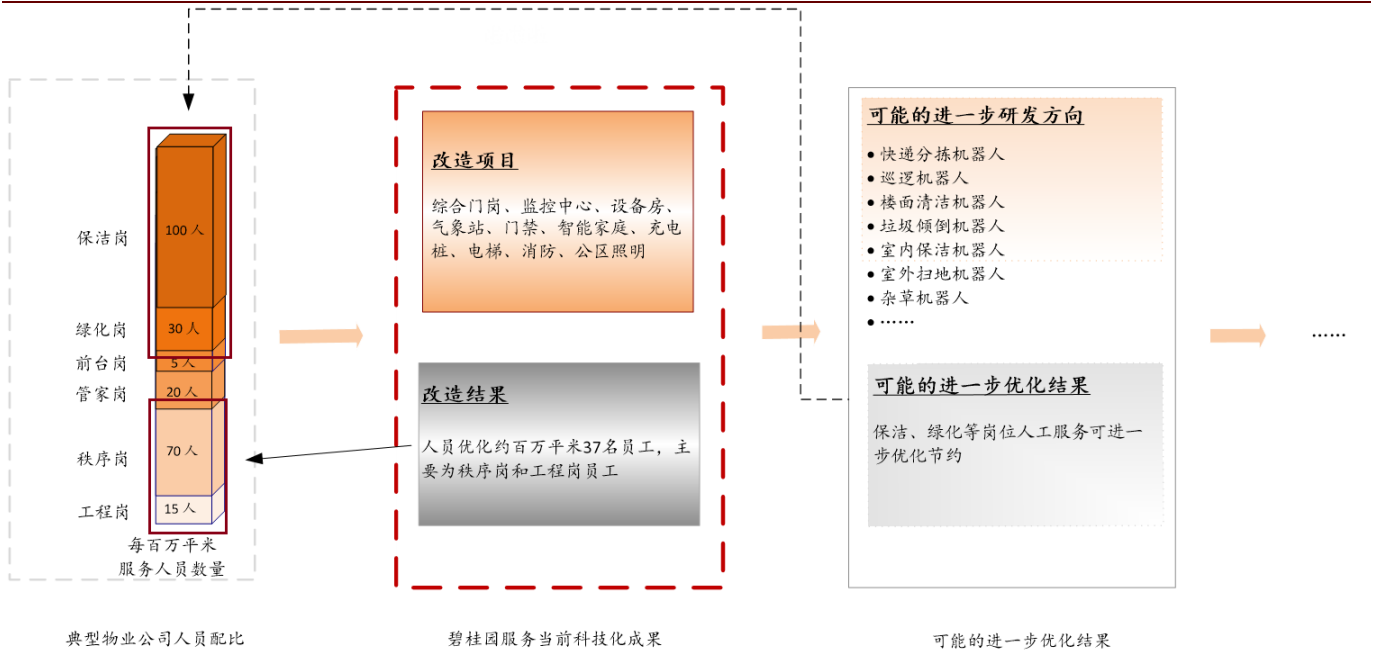 保洁岗
100 人
绿化岗
30 人
前台岗
5 人
管家岗
20 人
秩序岗
70 人
工程岗
15 人
每百万平米
服务人员数量
典型物业公司人员配比
改造项目
综合门岗、监控中心、设备房、
气象站、门禁、智能家庭、充电
桩、电梯、消防、公区照明
改造结果
人员优化约百万平米37名员工，主
要为秩序岗和工程岗员工
碧桂园服务当前科技化成果
可能的进一步研发方向
• 快递分拣机器人
• 巡逻机器人
• 楼面清洁机器人
• 垃圾倾倒机器人
• 室内保洁机器人
• 室外扫地机器人
• 杂草机器人
• ……
可能的进一步优化结果
保洁、绿化等岗位人工服务可进一
步优化节约
可能的进一步优化结果
……